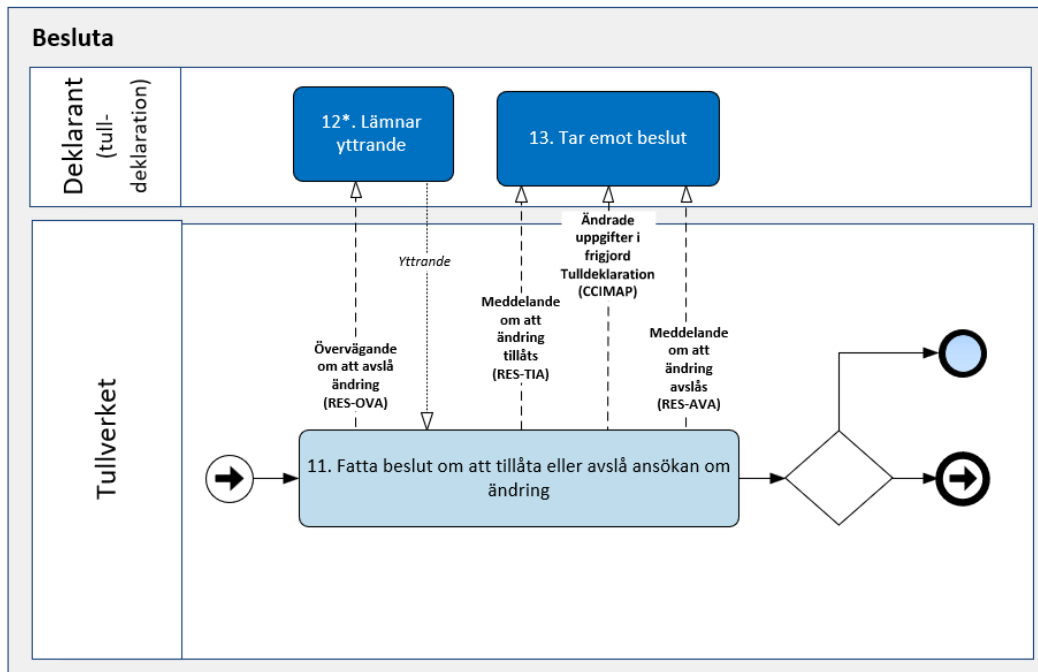 Besluta
Deklarant
(tull-
deklaration)
12*. Lämnar
yttrande
13. Tar emot beslut
Tullverket
Övervägande
om att avslå
ändring
(RES-OVA)
Yttrande
Meddelande
om att
ändring
tillåts
(RES-TIA)
Ändrade
uppgifter i
frigjord
Tulldeklaration
(CCIMAP)
Meddelande
om att
ändring
avslås
(RES-AVA)
11. Fatta beslut om att tillåta eller avslå ansökan om
ändring